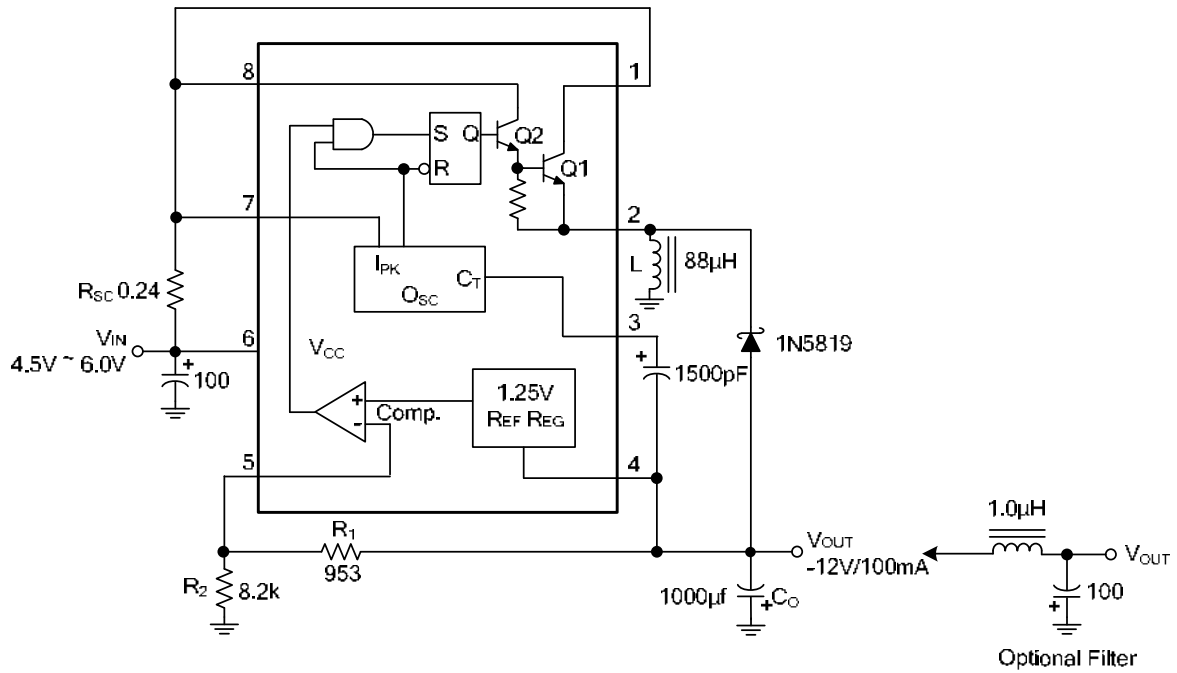 8
1
S Q
Q2
R
Q1
7
2
IPK
CT
OSC
L
88µH
RSC 0.24
3
VIN
4.5V ~ 6.0V
6
VCC
+
100
+
1500pF
1N5819
1.25V
REF REG
+
Comp.
-
5
4
R1
953
R2
8.2k
VOUT
-12V/100mA
1000µf
+
CO
1.0µH
VOUT
100
+
Optional Filter